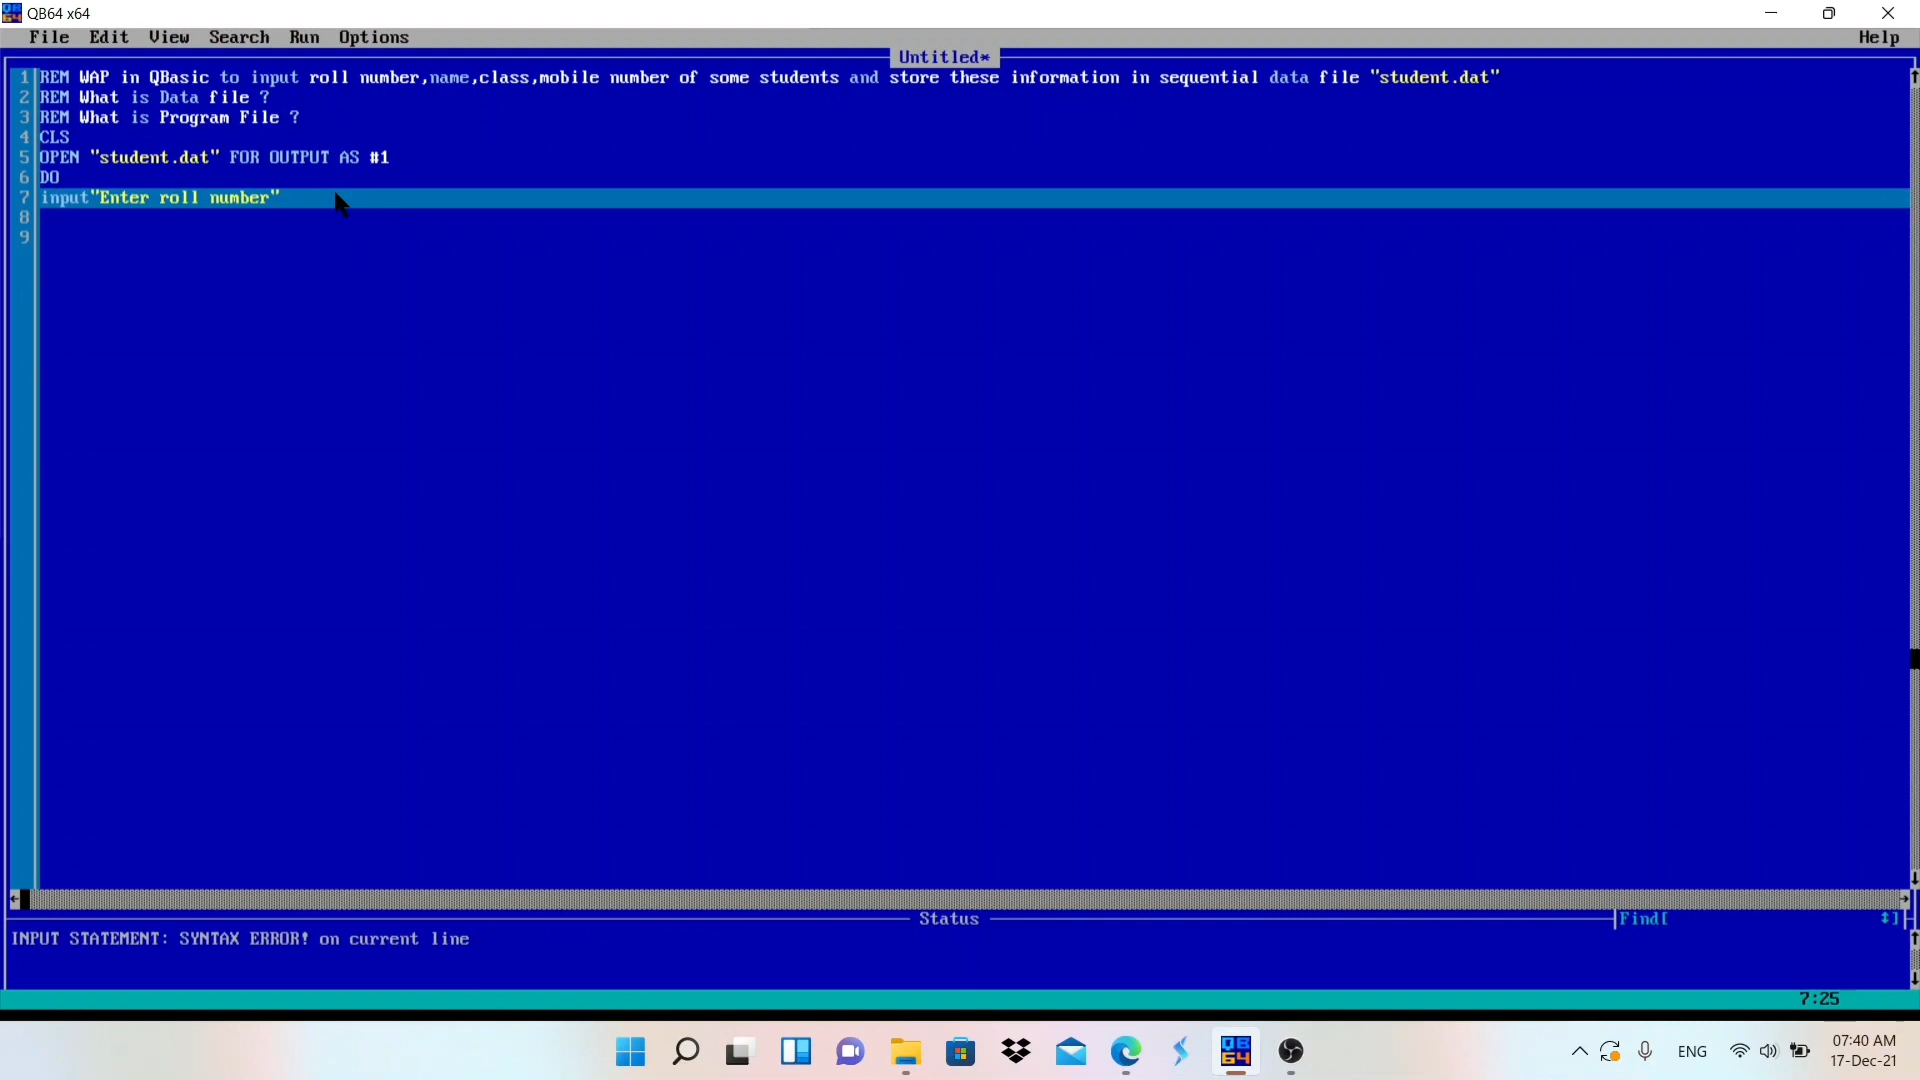 QB64 x64
File Edit View Search Run Options Help
Untitled*
1 REM WAP in QBasic to input roll number,name,class,mobile number of some students and store these information in sequential data file "student.dat"
2 REM What is Data file ?
3 REM What is Program File ?
4 CLS
5 OPEN "student.dat" FOR OUTPUT AS #1
6 DO
7 input"Enter roll number"
8
9
Status
Find[ ]
INPUT STATEMENT: SYNTAX ERROR! on current line
7:25
QB64
ENG
07:40 AM
17-Dec-21